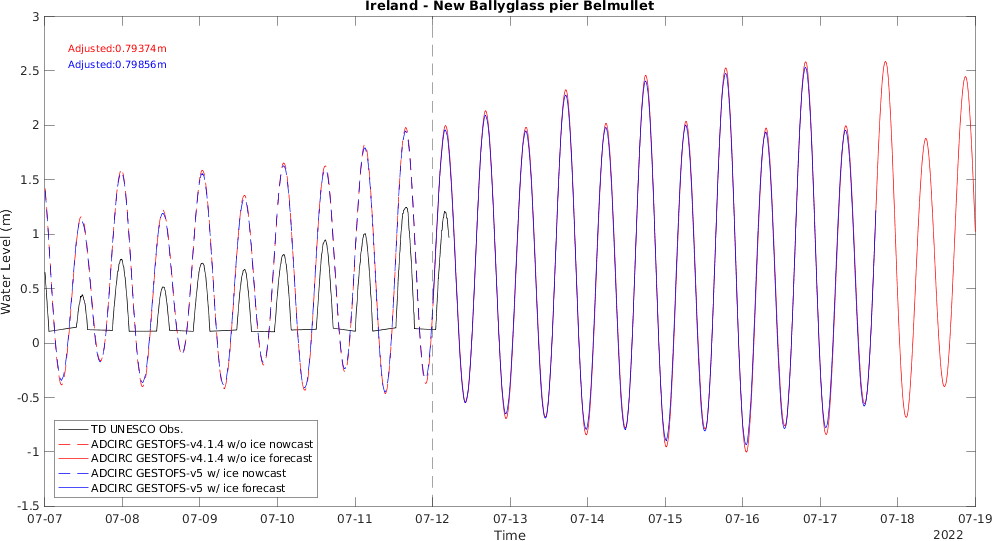 Ireland - New Ballyglass pier Belmullet
Adjusted:0.79374m
Adjusted:0.79856m
Water Level (m)
3
2.5
2
1.5
1
0.5
0
-0.5
-1
-1.5
TD UNESCO Obs.
ADCIRC GESTOFS-v4.1.4 w/o ice nowcast
ADCIRC GESTOFS-v4.1.4 w/o ice forecast
ADCIRC GESTOFS-v5 w/ ice nowcast
ADCIRC GESTOFS-v5 w/ ice forecast
07-07 07-08 07-09 07-10 07-11 07-12 07-13 07-14 07-15 07-16 07-17 07-18 07-19
Time
2022